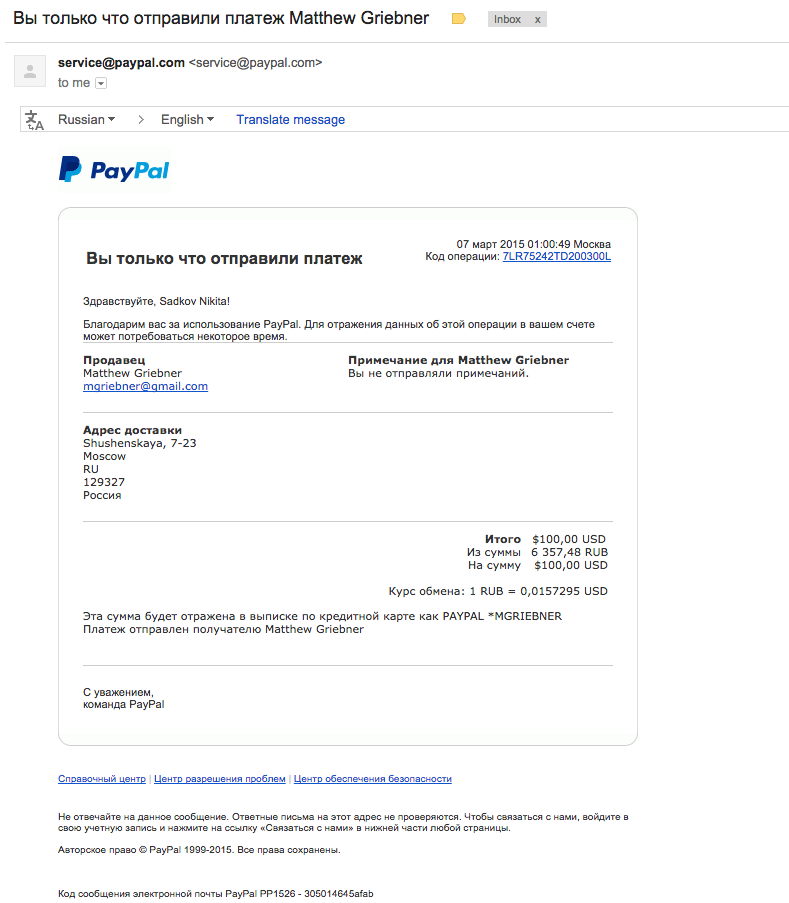 Вы только что отправили платеж Matthew Griebner Inbox x
service@paypal.com <service@paypal.com>
to me
Russian > English Translate message
PayPal
07 март 2015 01:00:49 Москва
Вы только что отправили платеж
Код операции: 7LR75242TD200300L
Здравствуйте, Sadkov Nikita!
Благодарим вас за использование PayPal. Для отражения данных об этой операции в вашем счете
может потребоваться некоторое время.
Продавец
Matthew Griebner
mgriebner@gmail.com
Примечание для Matthew Griebner
Вы не отправляли примечаний.
Адрес доставки
Shushenskaya, 7-23
Moscow
RU
129327
Россия
Итого $100,00 USD
Из суммы 6 357,48 RUB
На сумму $100,00 USD
Курс обмена: 1 RUB = 0,0157295 USD
Эта сумма будет отражена в выписке по кредитной карте как PAYPAL *MGRIEBNER
Платеж отправлен получателю Matthew Griebner
С уважением,
команда PayPal
Справочный центр | Центр разрешения проблем | Центр обеспечения безопасности
Не отвечайте на данное сообщение. Ответные письма на этот адрес не проверяются. Чтобы связаться с нами, войдите в
свою учетную запись и нажмите на ссылку «Связаться с нами» в нижней части любой страницы.
Авторское право © PayPal 1999-2015. Все права сохранены.
Код сообщения электронной почты PayPal PP1526 - 305014645afab